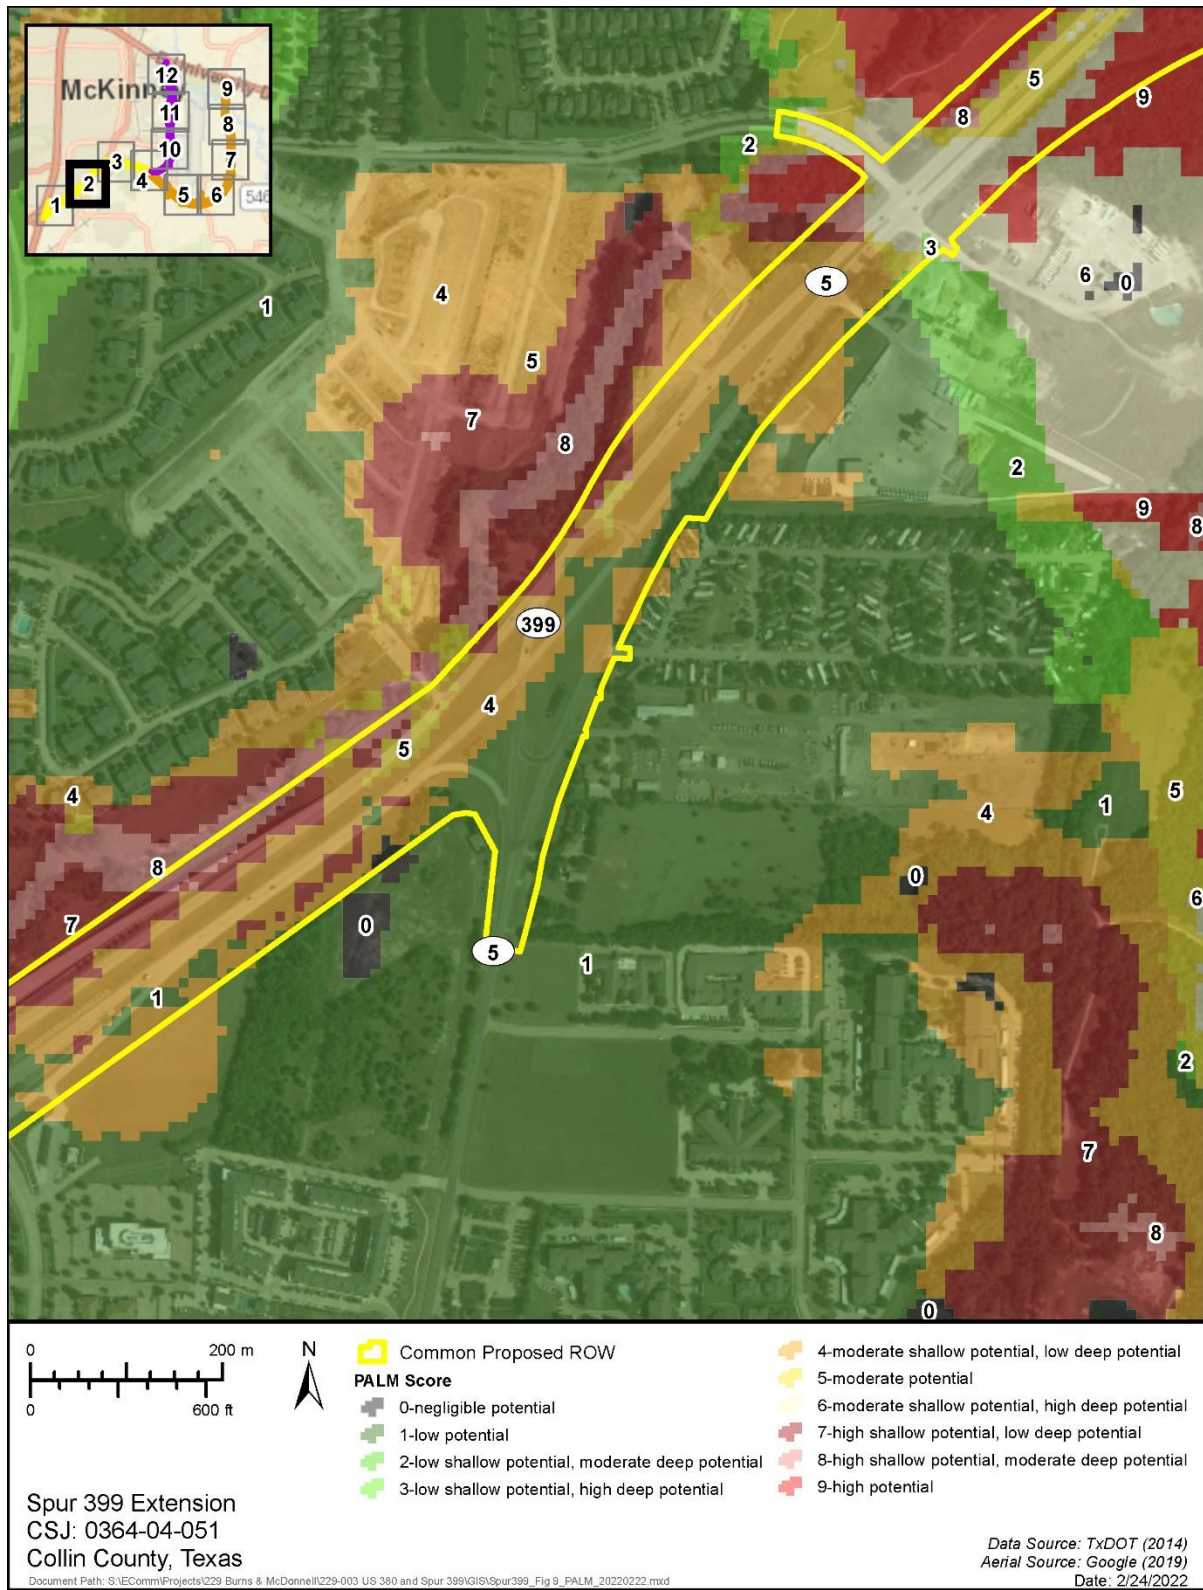 McKinn
University D
12
11
10
9
8
7
3
4
2
1
5
6
546
5
8
9
2
3
6
0
5
4
1
5
7
8
2
9
8
399
4
5
4
8
7
0
1
5
1
4
1
5
0
6
2
7
8
0
0 200 m
0 600 ft
N
Common Proposed ROW
PALM Score
0-negligible potential
1-low potential
2-low shallow potential, moderate deep potential
3-low shallow potential, high deep potential
4-moderate shallow potential, low deep potential
5-moderate potential
6-moderate shallow potential, high deep potential
7-high shallow potential, low deep potential
8-high shallow potential, moderate deep potential
9-high potential
Spur 399 Extension
CSJ: 0364-04-051
Collin County, Texas
Data Source: TxDOT (2014)
Aerial Source: Google (2019)
Date: 2/24/2022
Document Path: S:\EComm\Projects\229 Burns & McDonnell\229-003 US 380 and Spur 399\GIS\Spur399_Fig 9_PALM_20220222.mxd